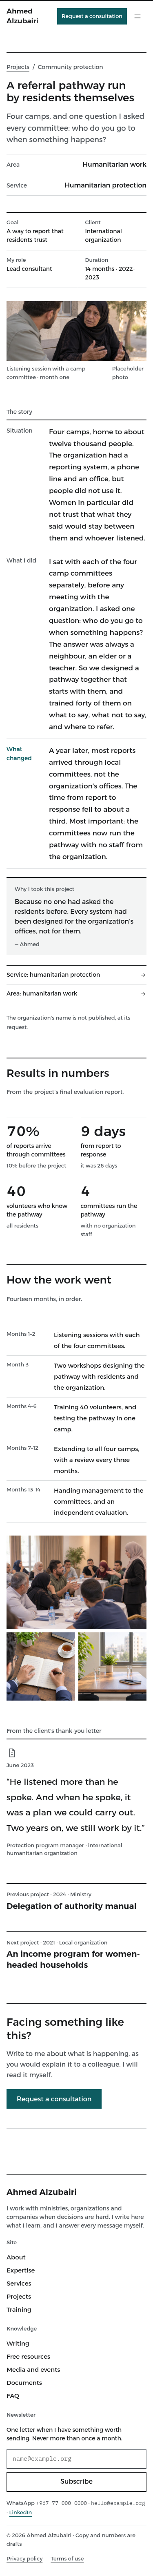 Ahmed
Alzubairi
Request a consultation
Projects / Community protection
A referral pathway run
by residents themselves
Four camps, and one question I asked
every committee: who do you go to
when something happens?
Area Humanitarian work
Service Humanitarian protection
Goal
A way to report that
residents trust
Client
International
organization
My role
Lead consultant
Duration
14 months · 2022–
2023
Listening session with a camp
committee · month one
Placeholder
photo
The story
Situation
Four camps, home to about
twelve thousand people.
The organization had a
reporting system, a phone
line and an office, but
people did not use it.
Women in particular did
not trust that what they
said would stay between
them and whoever listened.
What I did
I sat with each of the four
camp committees
separately, before any
meeting with the
organization. I asked one
question: who do you go to
when something happens?
The answer was always a
neighbour, an elder or a
teacher. So we designed a
pathway together that
starts with them, and
trained forty of them on
what to say, what not to say,
and where to refer.
What
changed
A year later, most reports
arrived through local
committees, not the
organization's offices. The
time from report to
response fell to about a
third. Most important: the
committees now run the
pathway with no staff from
the organization.
Why I took this project
Because no one had asked the
residents before. Every system had
been designed for the organization's
offices, not for them.
— Ahmed
Service: humanitarian protection →
Area: humanitarian work →
The organization's name is not published, at its
request.
Results in numbers
From the project's final evaluation report.
70%
of reports arrive
through committees
10% before the project
9 days
from report to
response
it was 26 days
40
volunteers who know
the pathway
all residents
4
committees run the
pathway
with no organization
staff
How the work went
Fourteen months, in order.
Months 1–2
Listening sessions with each
of the four committees.
Month 3
Two workshops designing the
pathway with residents and
the organization.
Months 4–6
Training 40 volunteers, and
testing the pathway in one
camp.
Months 7–12
Extending to all four camps,
with a review every three
months.
Months 13–14
Handing management to the
committees, and an
independent evaluation.
From the client's thank-you letter
June 2023
"He listened more than he
spoke. And when he spoke, it
was a plan we could carry out.
Two years on, we still work by it."
Protection program manager · international
humanitarian organization
Previous project · 2024 · Ministry
Delegation of authority manual
Next project · 2021 · Local organization
An income program for women-
headed households
Facing something like
this?
Write to me about what is happening, as
you would explain it to a colleague. I will
read it myself.
Request a consultation
Ahmed Alzubairi
I work with ministries, organizations and
companies when decisions are hard. I write here
what I learn, and I answer every message myself.
Site
About
Expertise
Services
Projects
Training
Knowledge
Writing
Free resources
Media and events
Documents
FAQ
Newsletter
One letter when I have something worth
sending. Never more than once a month.
name@example.org
Subscribe
WhatsApp +967 77 000 0000 · hello@example.org
· LinkedIn
© 2026 Ahmed Alzubairi · Copy and numbers are
drafts
Privacy policy Terms of use